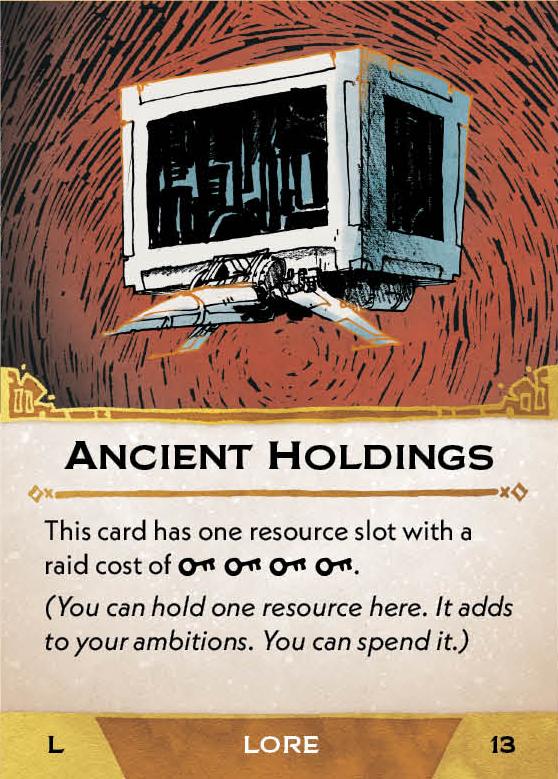 ANCIENT HOLDINGS
This card has one resource slot with a
raid cost of .
(You can hold one resource here. It adds
to your ambitions. You can spend it.)
L
LORE
13